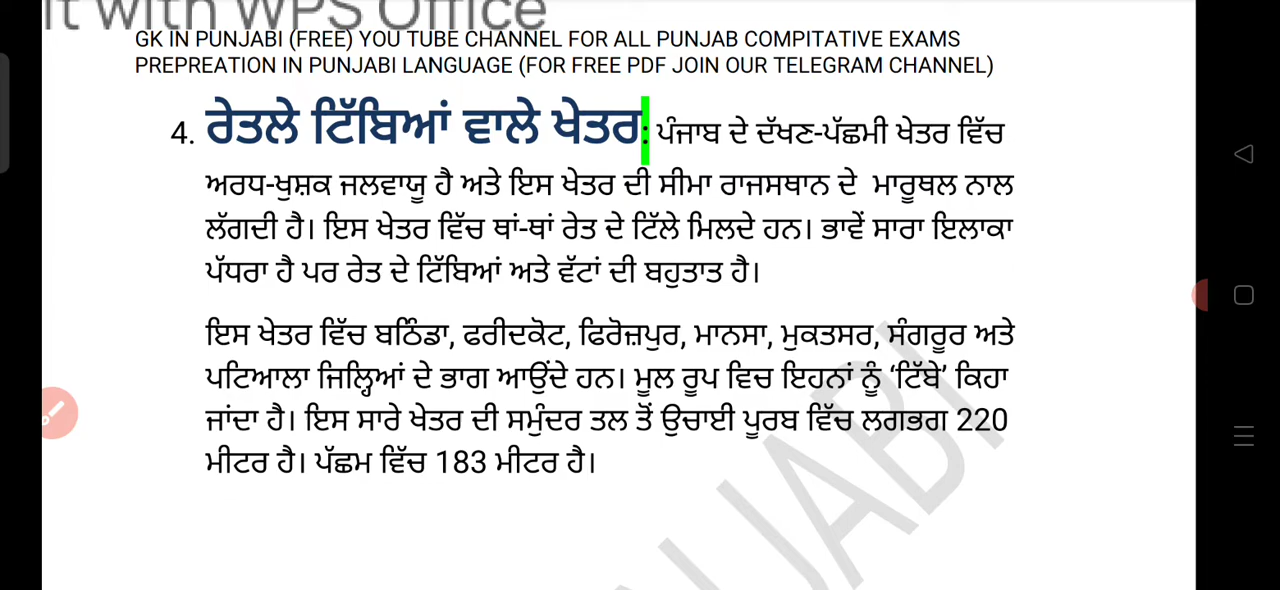 it with WPS Office
GK IN PUNJABI (FREE) YOU TUBE CHANNEL FOR ALL PUNJAB COMPITATIVE EXAMS
PREPREATION IN PUNJABI LANGUAGE (FOR FREE PDF JOIN OUR TELEGRAM CHANNEL)
4. ਰੇਤਲੇ ਟਿੱਬਿਆਂ ਵਾਲੇ ਖੇਤਰ: ਪੰਜਾਬ ਦੇ ਦੱਖਣ-ਪੱਛਮੀ ਖੇਤਰ ਵਿੱਚ
ਅਰਧ-ਖੁਸ਼ਕ ਜਲਵਾਯੂ ਹੈ ਅਤੇ ਇਸ ਖੇਤਰ ਦੀ ਸੀਮਾ ਰਾਜਸਥਾਨ ਦੇ ਮਾਰੂਥਲ ਨਾਲ
ਲੱਗਦੀ ਹੈ। ਇਸ ਖੇਤਰ ਵਿੱਚ ਥਾਂ-ਥਾਂ ਰੇਤ ਦੇ ਟਿੱਲੇ ਮਿਲਦੇ ਹਨ। ਭਾਵੇਂ ਸਾਰਾ ਇਲਾਕਾ
ਪੱਧਰਾ ਹੈ ਪਰ ਰੇਤ ਦੇ ਟਿੱਬਿਆਂ ਅਤੇ ਵੱਟਾਂ ਦੀ ਬਹੁਤਾਤ ਹੈ।
ਇਸ ਖੇਤਰ ਵਿੱਚ ਬਠਿੰਡਾ, ਫਰੀਦਕੋਟ, ਫਿਰੋਜ਼ਪੁਰ, ਮਾਨਸਾ, ਮੁਕਤਸਰ, ਸੰਗਰੂਰ ਅਤੇ
ਪਟਿਆਲਾ ਜਿਲ੍ਹਿਆਂ ਦੇ ਭਾਗ ਆਉਂਦੇ ਹਨ। ਮੂਲ ਰੂਪ ਵਿਚ ਇਹਨਾਂ ਨੂੰ ‘ਟਿੱਬੇ’ ਕਿਹਾ
ਜਾਂਦਾ ਹੈ। ਇਸ ਸਾਰੇ ਖੇਤਰ ਦੀ ਸਮੁੰਦਰ ਤਲ ਤੋਂ ਉਚਾਈ ਪੂਰਬ ਵਿੱਚ ਲਗਭਗ 220
ਮੀਟਰ ਹੈ। ਪੱਛਮ ਵਿੱਚ 183 ਮੀਟਰ ਹੈ।